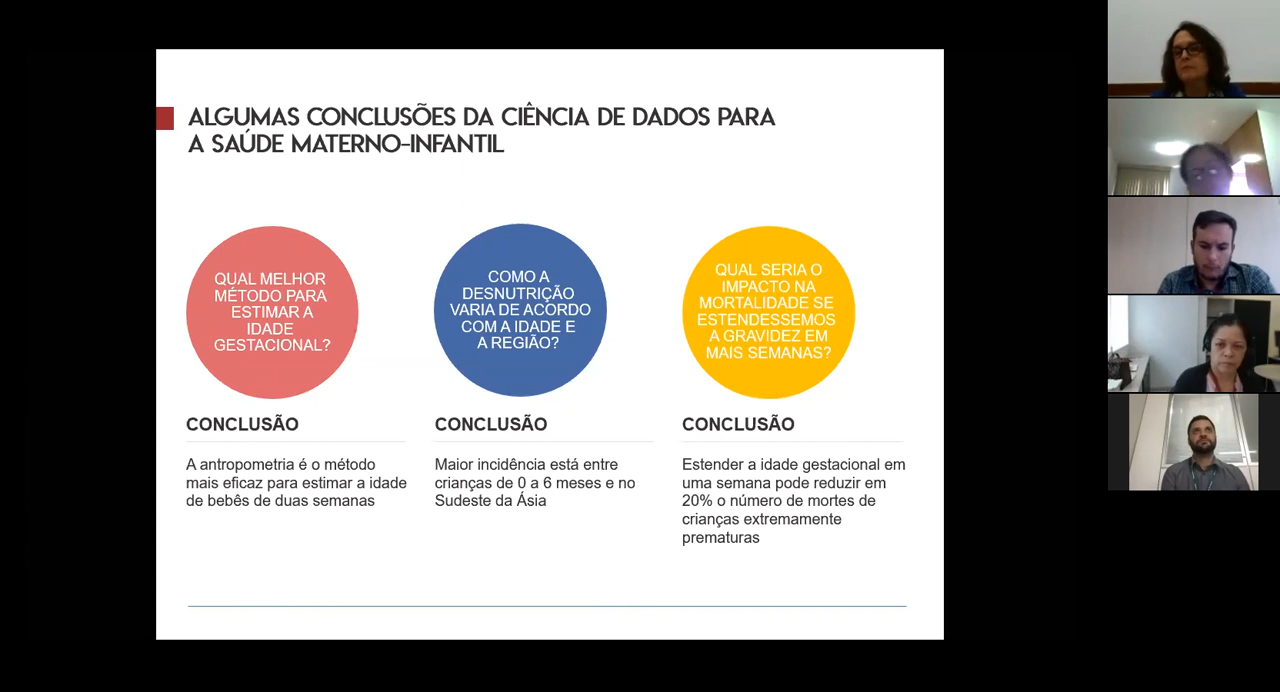 ALGUMAS CONCLUSÕES DA CIÊNCIA DE DADOS PARA
A SAÚDE MATERNO-INFANTIL
QUAL MELHOR
MÉTODO PARA
ESTIMAR A
IDADE
GESTACIONAL?
COMO A
DESNUTRIÇÃO
VARIA DE ACORDO
COM A IDADE E
A REGIÃO?
QUAL SERIA O
IMPACTO NA
MORTALIDADE SE
ESTENDESSEMOS
A GRAVIDEZ EM
MAIS SEMANAS?
CONCLUSÃO
A antropometria é o método
mais eficaz para estimar a idade
de bebês de duas semanas
CONCLUSÃO
Maior incidência está entre
crianças de 0 a 6 meses e no
Sudeste da Ásia
CONCLUSÃO
Estender a idade gestacional em
uma semana pode reduzir em
20% o número de mortes de
crianças extremamente
prematuras